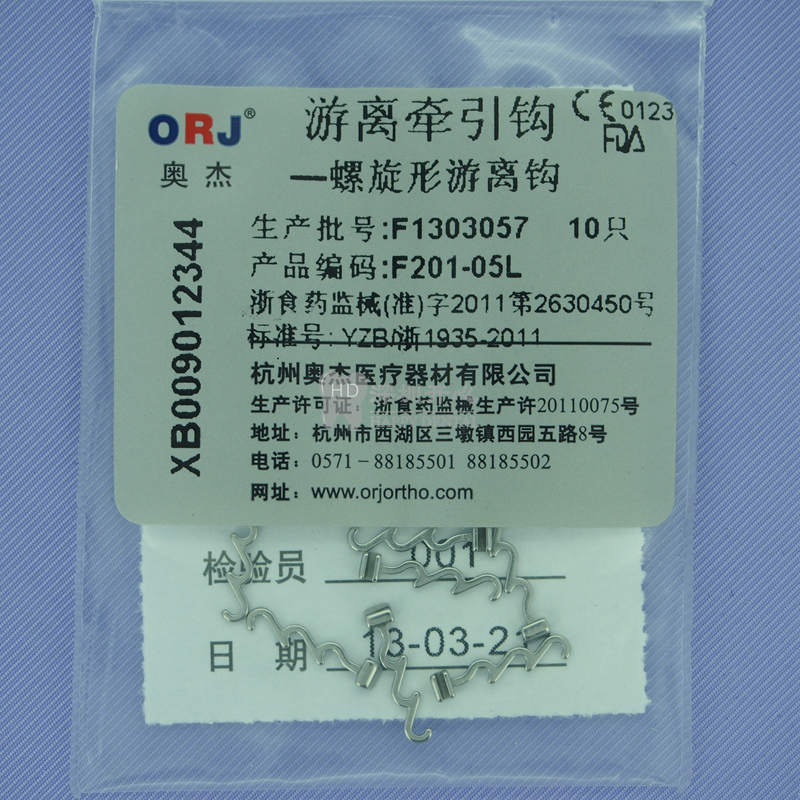 ORJ®
奥杰
游离牵引钩
CE0123
FDA
—螺旋形游离钩
生产批号:F1303057 10只
产品编码:F201-05L
浙食药监械(准)字2011第2630450号
标准号: YZB/浙1935-2011
杭州奥杰医疗器材有限公司
生产许可证: 浙食药监械生产许20110075号
地址: 杭州市西湖区三墩镇西园五路8号
电话: 0571-88185501 88185502
网址: www.orjortho.com
XB009012344
HD
检验员 001
日 期 13-03-21